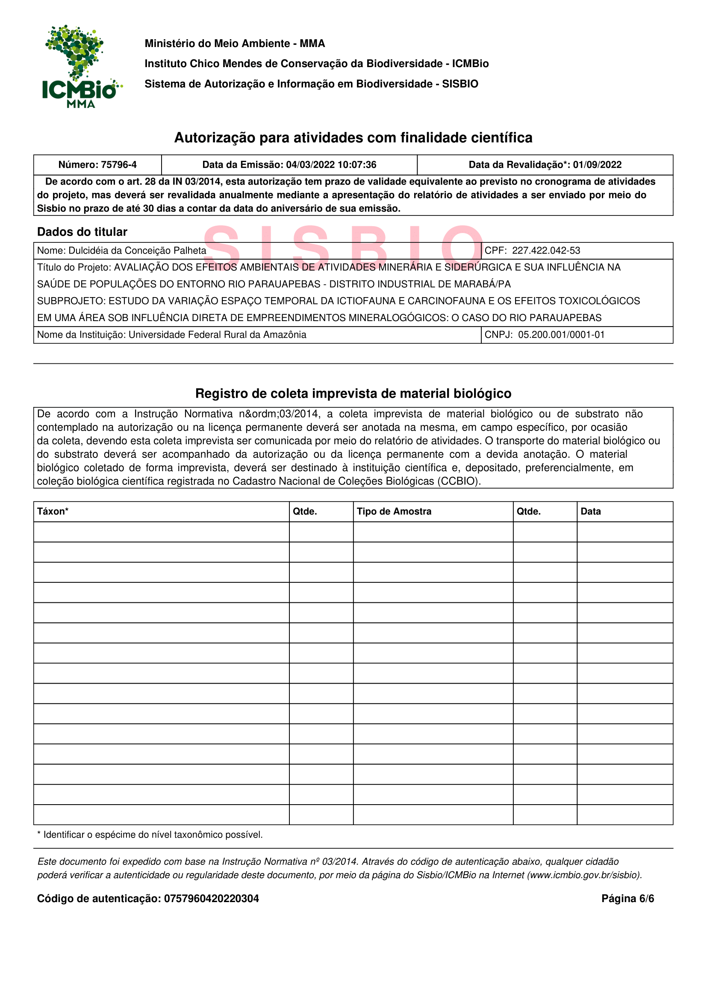 ICMBio
MMA
Ministério do Meio Ambiente - MMA
Instituto Chico Mendes de Conservação da Biodiversidade - ICMBio
Sistema de Autorização e Informação em Biodiversidade - SISBIO
Autorização para atividades com finalidade científica
Número: 75796-4 Data da Emissão: 04/03/2022 10:07:36 Data da Revalidação*: 01/09/2022
De acordo com o art. 28 da IN 03/2014, esta autorização tem prazo de validade equivalente ao previsto no cronograma de atividades
do projeto, mas deverá ser revalidada anualmente mediante a apresentação do relatório de atividades a ser enviado por meio do
Sisbio no prazo de até 30 dias a contar da data do aniversário de sua emissão.
SISBIO
Dados do titular
Nome: Dulcidéia da Conceição Palheta CPF: 227.422.042-53
Título do Projeto: AVALIAÇÃO DOS EFEITOS AMBIENTAIS DE ATIVIDADES MINERÁRIA E SIDERÚRGICA E SUA INFLUÊNCIA NA
SAÚDE DE POPULAÇÕES DO ENTORNO RIO PARAUAPEBAS - DISTRITO INDUSTRIAL DE MARABÁ/PA
SUBPROJETO: ESTUDO DA VARIAÇÃO ESPAÇO TEMPORAL DA ICTIOFAUNA E CARCINOFAUNA E OS EFEITOS TOXICOLÓGICOS
EM UMA ÁREA SOB INFLUÊNCIA DIRETA DE EMPREENDIMENTOS MINERALOGÓGICOS: O CASO DO RIO PARAUAPEBAS
Nome da Instituição: Universidade Federal Rural da Amazônia CNPJ: 05.200.001/0001-01
Registro de coleta imprevista de material biológico
De acordo com a Instrução Normativa n&ordm;03/2014, a coleta imprevista de material biológico ou de substrato não
contemplado na autorização ou na licença permanente deverá ser anotada na mesma, em campo específico, por ocasião
da coleta, devendo esta coleta imprevista ser comunicada por meio do relatório de atividades. O transporte do material biológico ou
do substrato deverá ser acompanhado da autorização ou da licença permanente com a devida anotação. O material
biológico coletado de forma imprevista, deverá ser destinado à instituição científica e, depositado, preferencialmente, em
coleção biológica científica registrada no Cadastro Nacional de Coleções Biológicas (CCBIO).
Táxon* Qtde. Tipo de Amostra Qtde. Data
* Identificar o espécime do nível taxonômico possível.
Este documento foi expedido com base na Instrução Normativa nº 03/2014. Através do código de autenticação abaixo, qualquer cidadão
poderá verificar a autenticidade ou regularidade deste documento, por meio da página do Sisbio/ICMBio na Internet (www.icmbio.gov.br/sisbio).
Código de autenticação: 0757960420220304 Página 6/6